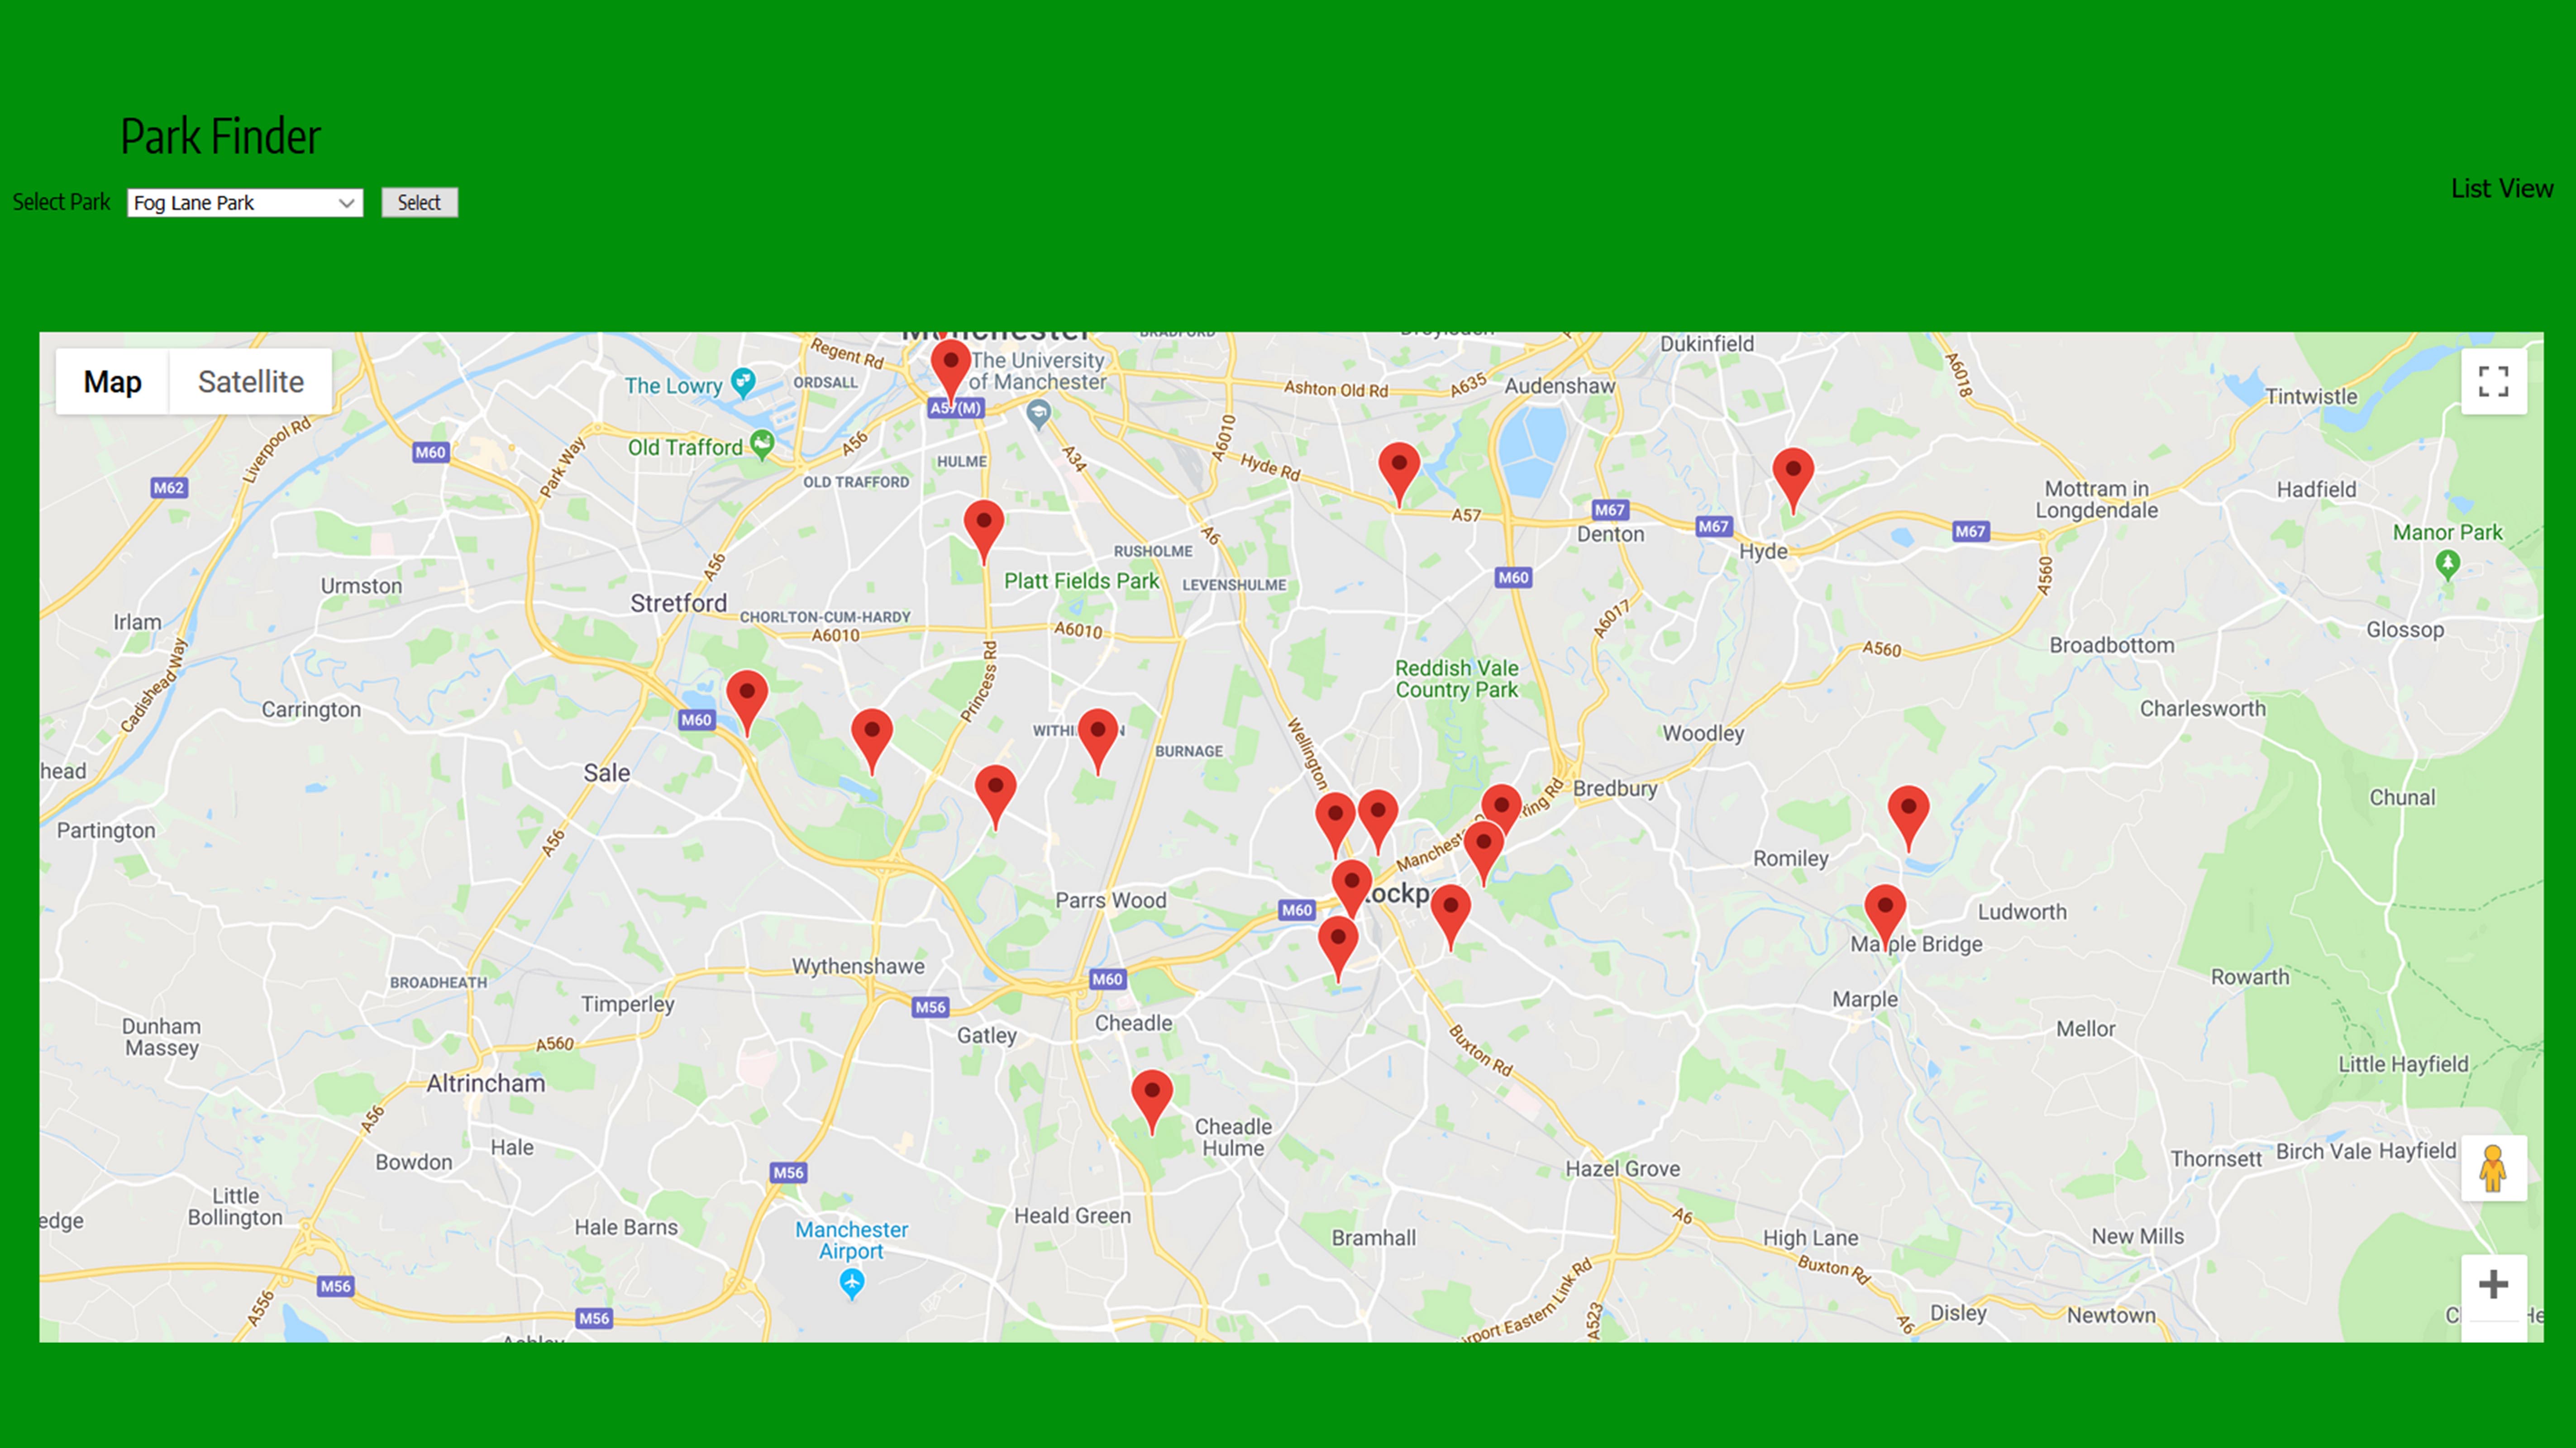 Park Finder
Select Park
Fog Lane Park
Select
List View
Map
Satellite
Manchester
Regent Rd
The University
of Manchester
Ashton Old Rd
A635
Audenshaw
Dukinfield
A6018
Tintwistle
The Lowry
ORDSALL
A57(M)
Liverpool Rd
M60
Park Way
Old Trafford
A56
HULME
A34
A6010
Hyde Rd
M62
OLD TRAFFORD
A57
M67
Denton
M67
Hyde
M67
Mottram in
Longdendale
Hadfield
Manor Park
RUSHOLME
A6
Urmston
A56
Platt Fields Park
LEVENSHULME
M60
A560
Irlam
Stretford
CHORLTON-CUM-HARDY
A6010
A6010
A6017
A560
Broadbottom
Glossop
Cadishead Way
Princess Rd
Reddish Vale
Country Park
Carrington
M60
BURNAGE
Wellington
Woodley
Charlesworth
head
Sale
Bredbury
Chunal
Partington
A56
Ring Rd
Romiley
Parrs Wood
M60
Ludworth
Maple Bridge
Wythenshawe
BROADHEATH
M60
Rowarth
Timperley
M56
Marple
Dunham
Massey
Gatley
Cheadle
Mellor
A560
Buxton Rd
Little Hayfield
Altrincham
A56
Cheadle
Hulme
Hale
Bowdon
M56
Hazel Grove
Thornsett
Birch Vale
Hayfield
Little
Bollington
edge
Hale Barns
Manchester
Airport
Heald Green
Bramhall
A6
High Lane
New Mills
M56
Buxton Rd
A556
M56
Airport Eastern Link Rd
A523
A6
Disley
Newtown